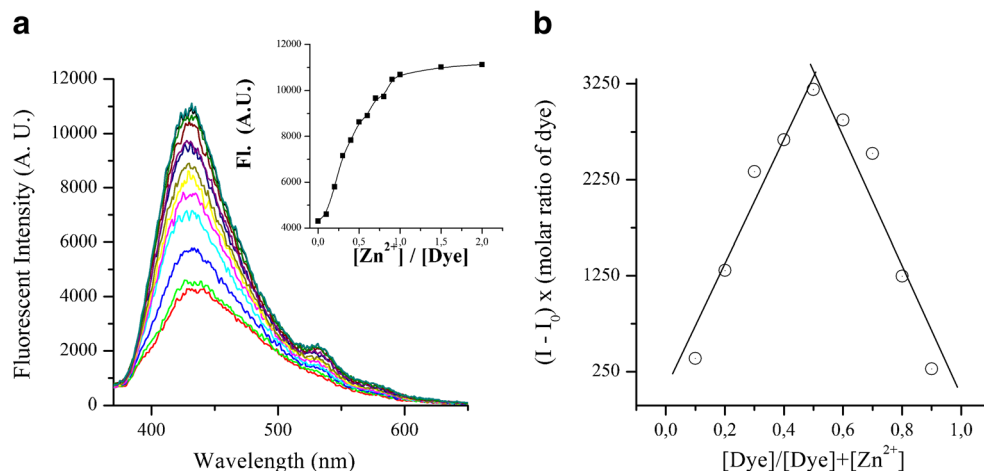 a
12000
10000
8000
6000
4000
2000
0
Fluorescent Intensity (A. U.)
400 500 600
Wavelength (nm)
12000
10000
8000
6000
4000
Fl. (A.U.)
0,0 0,5 1,0 1,5 2,0
[Zn²⁺] / [Dye]
b
3250
2250
1250
250
(I - I₀) x (molar ratio of dye)
0,0 0,2 0,4 0,6 0,8 1,0
[Dye]/[Dye]+[Zn²⁺]